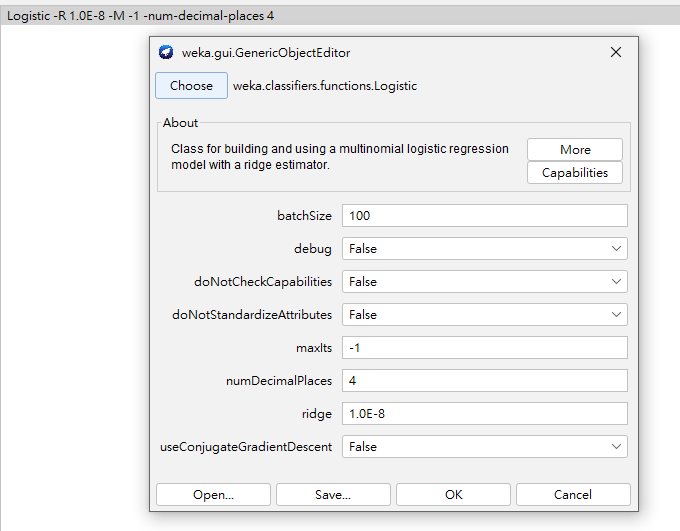 Logistic -R 1.0E-8 -M -1 -num-decimal-places 4
weka.gui.GenericObjectEditor
Choose weka.classifiers.functions.Logistic
About
Class for building and using a multinomial logistic regression
model with a ridge estimator.
More
Capabilities
batchSize 100
debug False
doNotCheckCapabilities False
doNotStandardizeAttributes False
maxIts -1
numDecimalPlaces 4
ridge 1.0E-8
useConjugateGradientDescent False
Open... Save... OK Cancel